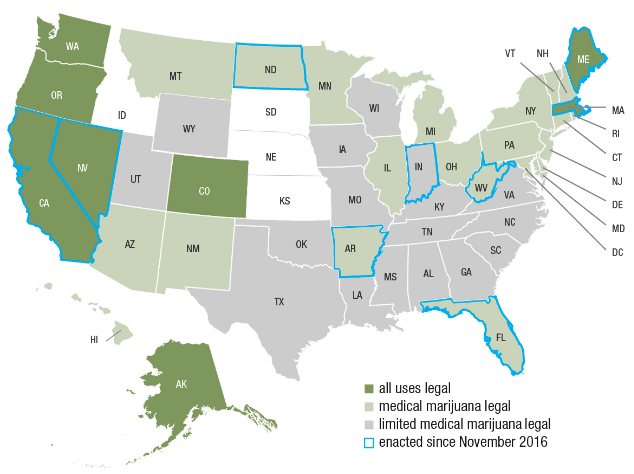 WA
ME
VT
NH
MT
ND
MN
OR
ID
SD
WI
MI
NY
MA
RI
WY
PA
CT
NV
NE
IA
NJ
UT
CO
IL
IN
OH
DE
CA
KS
MO
WV
VA
MD
KY
NC
DC
AZ
NM
OK
AR
TN
SC
TX
LA
MS
AL
GA
HI
FL
AK
all uses legal
medical marijuana legal
limited medical marijuana legal
enacted since November 2016